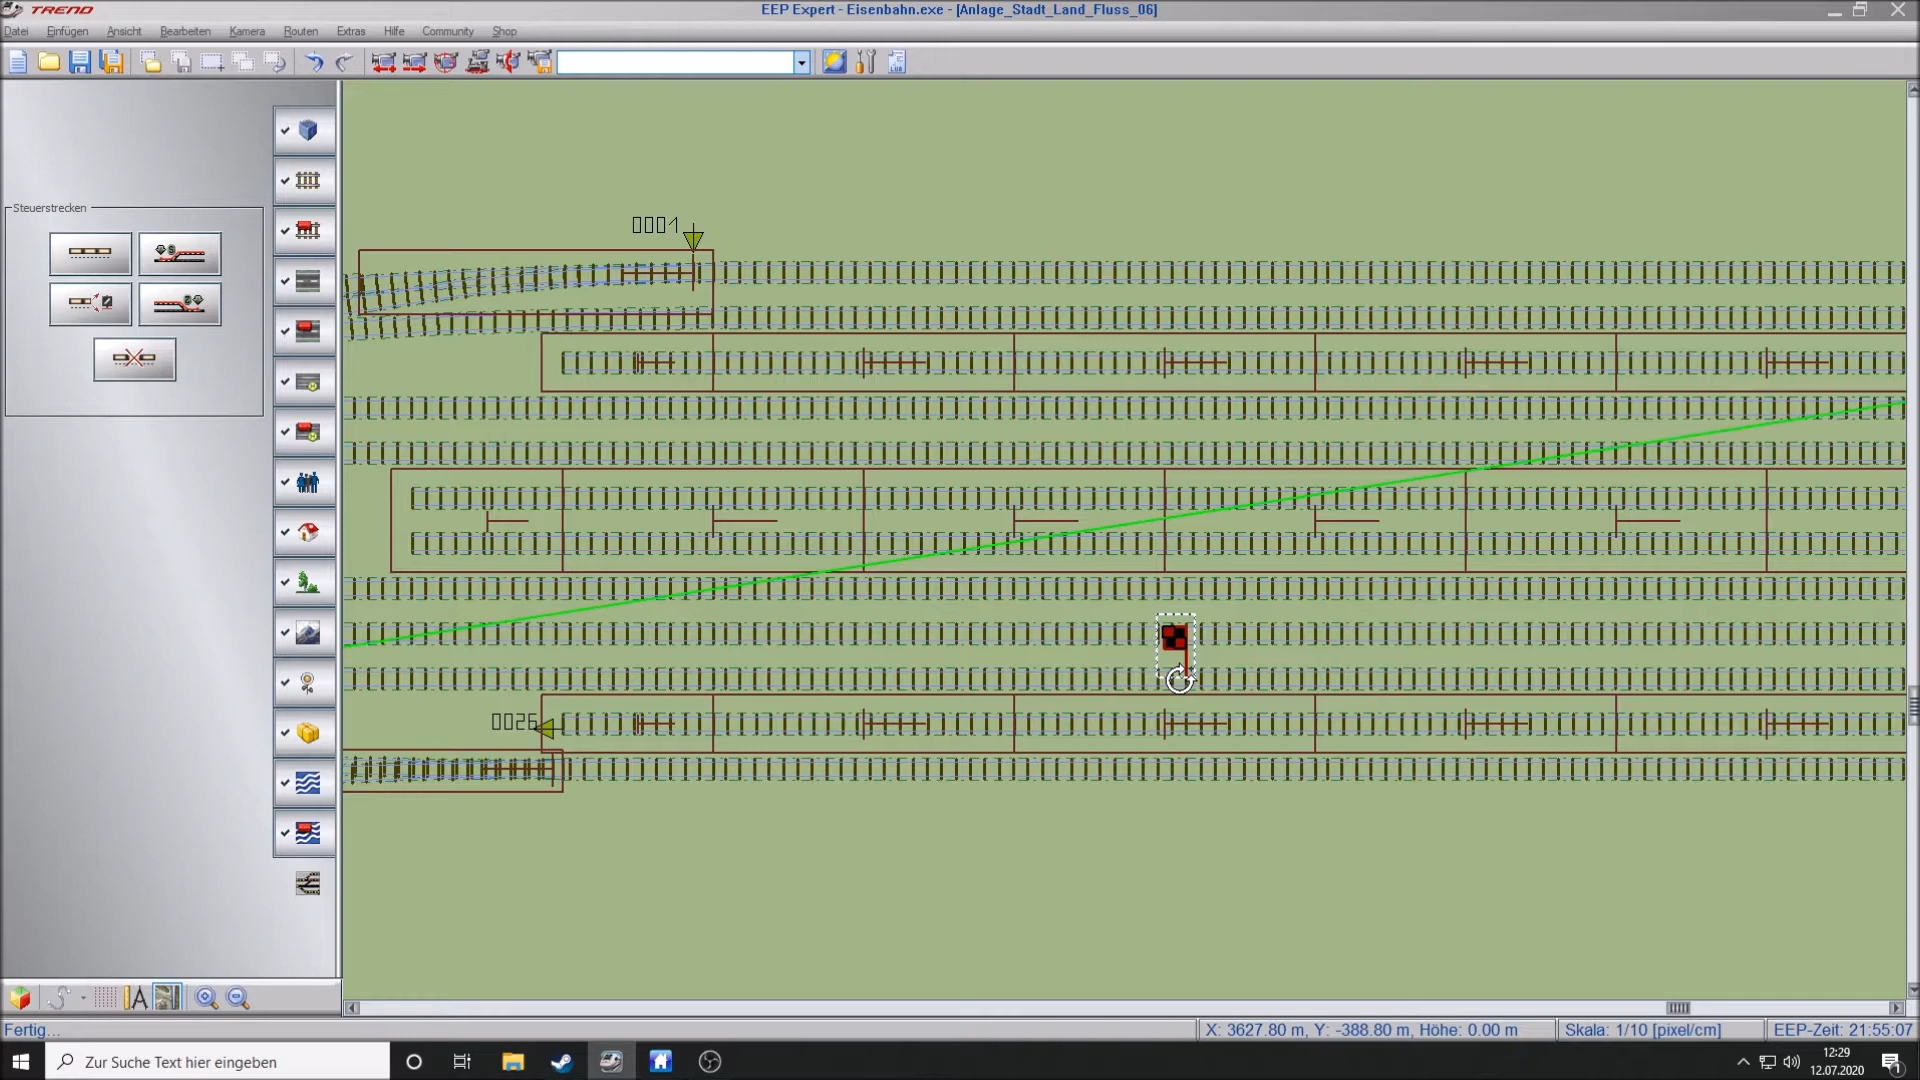 TREND
EEP Expert - Eisenbahn.exe - [Anlage_Stadt_Land_Fluss_06]
Datei Einfügen Ansicht Bearbeiten Kamera Routen Extras Hilfe Community Shop
LUA
Steuerstrecken
0001
0026
Fertig...
X: 3627.80 m, Y: -388.80 m, Höhe: 0.00 m
Skala: 1/10 [pixel/cm]
EEP-Zeit: 21:55:07
Zur Suche Text hier eingeben
12:29
12.07.2020
1